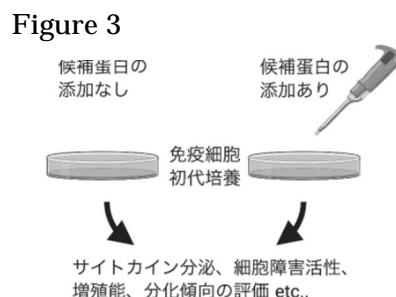 Figure 3
候補蛋白の
添加なし
候補蛋白の
添加あり
免疫細胞
初代培養
サイトカイン分泌、細胞障害活性、
増殖能、分化傾向の評価 etc..